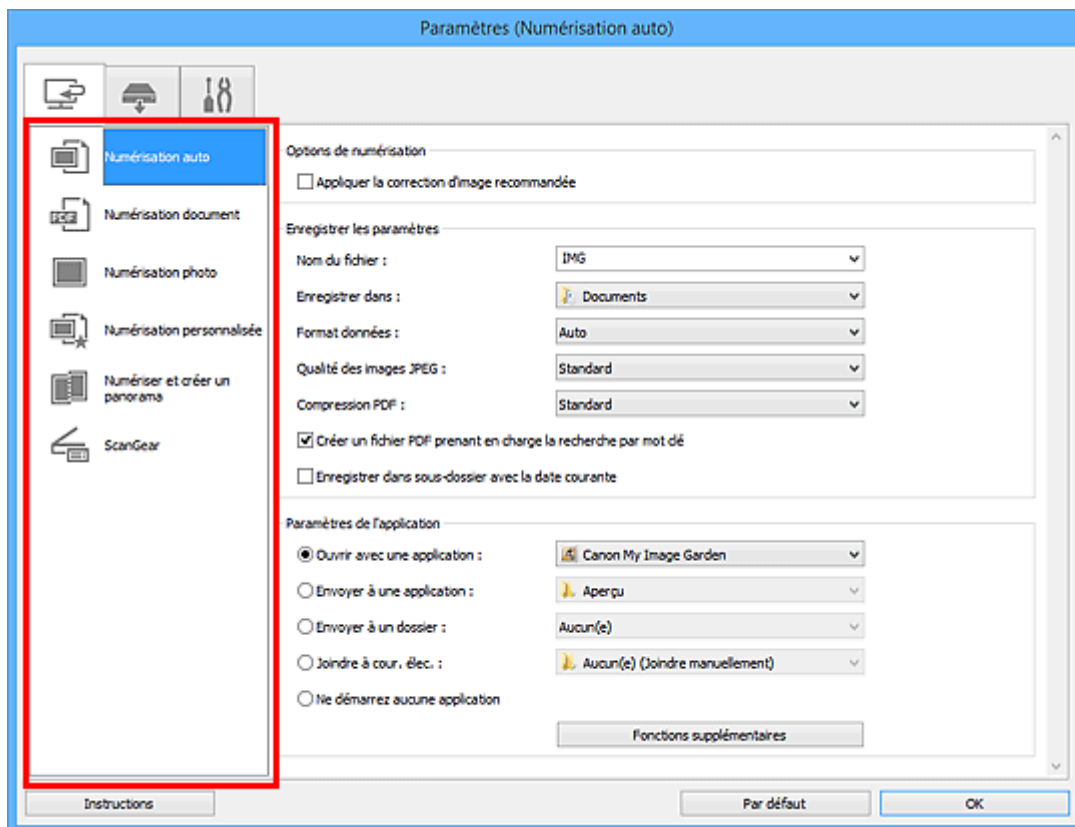 Paramètres (Numérisation auto)
Numérisation auto
Numérisation document
Numérisation photo
Numérisation personnalisée
Numériser et créer un
panorama
ScanGear
Options de numérisation
Appliquer la correction d'image recommandée
Enregistrer les paramètres
Nom du fichier : IMG
Enregistrer dans : Documents
Format données : Auto
Qualité des images JPEG : Standard
Compression PDF : Standard
Créer un fichier PDF prenant en charge la recherche par mot clé
Enregistrer dans sous-dossier avec la date courante
Paramètres de l'application
Ouvrir avec une application : Canon My Image Garden
Envoyer à une application : Aperçu
Envoyer à un dossier : Aucun(e)
Joindre à cour. élec. : Aucun(e) (Joindre manuellement)
Ne démarrez aucune application
Fonctions supplémentaires
Instructions
Par défaut
OK